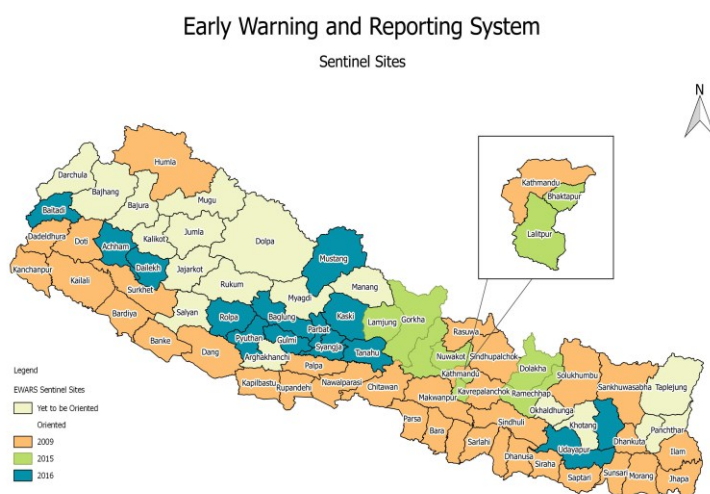 Early Warning and Reporting System
Sentinel Sites
N
Humla
Darchula
Bajhang
Bajura
Mugu
Baitadi
Dadeldhura
Doti
Achham
Kalikot
Jumla
Dolpa
Mustang
Dailekh
Jajarkot
Kanchanpur
Kailali
Surkhet
Rukum
Myagdi
Manang
Bardiya
Salyan
Rolpa
Baglung
Parbat
Kaski
Lamjung
Gorkha
Rasuwa
Banke
Dang
Pyuthan
Gulmi
Syangja
Tanahu
Nuwakot
Sindhupalchok
Arghakhanchi
Palpa
Kathmandu
Dolakha
Solukhumbu
Sankhuwasabha
Taplejung
Kapilbastu
Rupandehi
Nawalparasi
Chitawan
Makwanpur
Kavrepalanchok
Ramechhap
Okhaldhunga
Khotang
Panchthar
Parsa
Bara
Sarlahi
Sindhuli
Udayapur
Dhankuta
Ilam
Dhanusa
Siraha
Saptari
Sunsari
Morang
Jhapa
Kathmandu
Bhaktapur
Lalitpur
Legend
EWARS Sentinel Sites
Yet to be Oriented
Oriented
2009
2015
2016